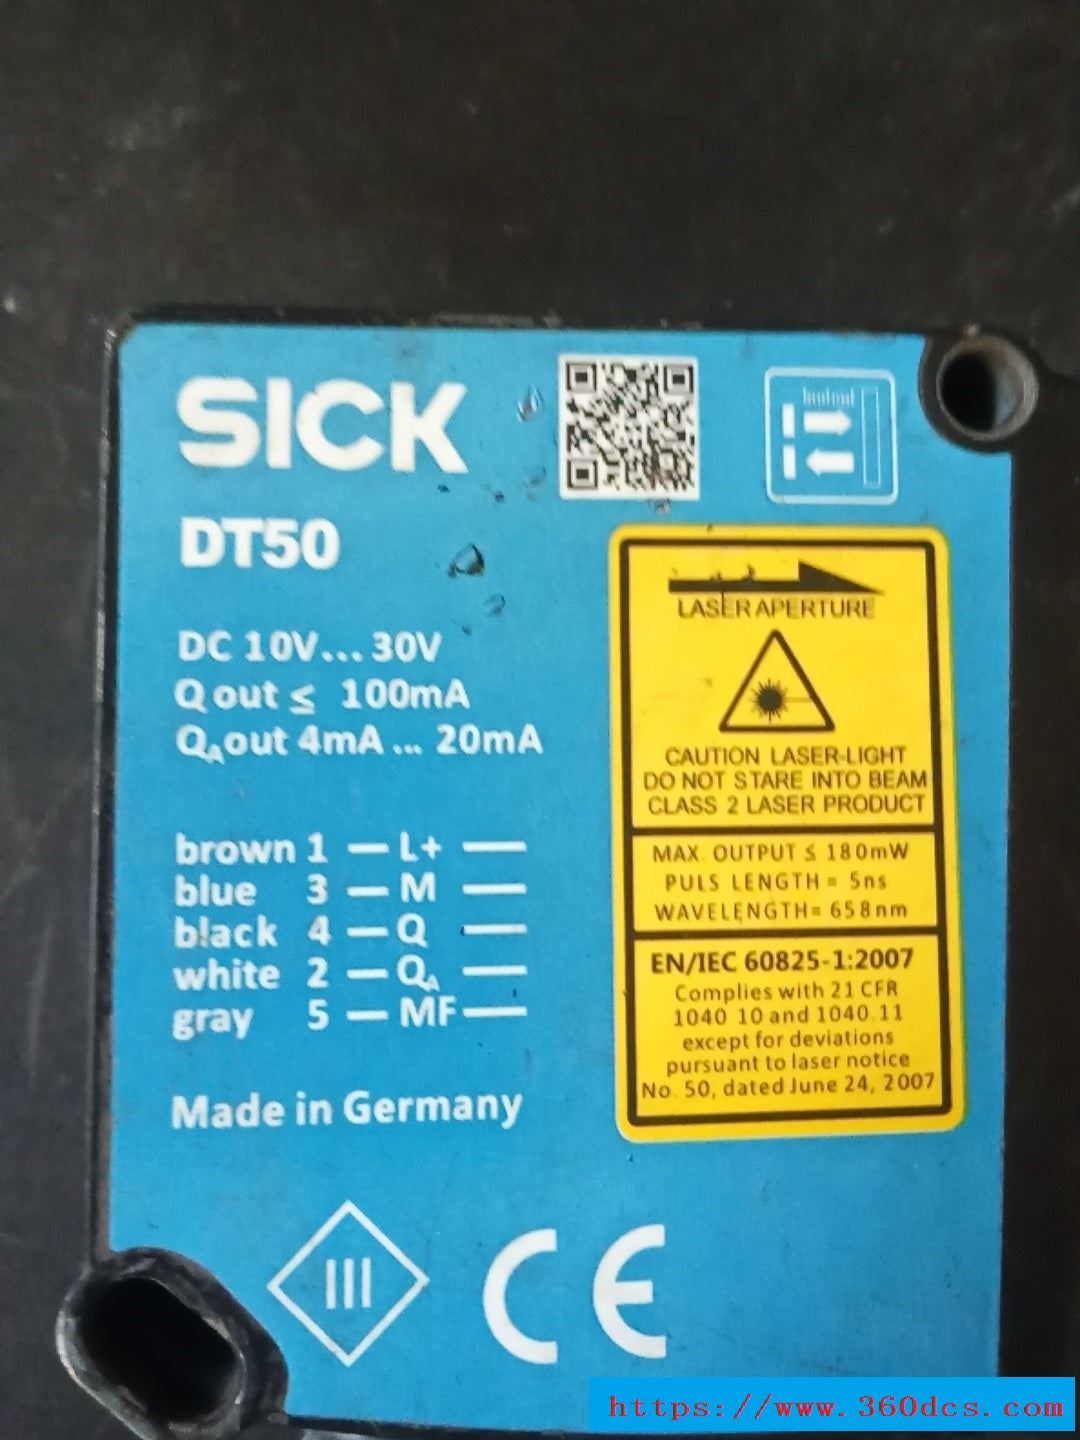 SICK
DT50
DC 10V... 30V
Q out ≤ 100mA
QA out 4mA ... 20mA
brown 1 — L+ —
blue 3 — M —
black 4 — Q —
white 2 — QA —
gray 5 — MF —
Made in Germany
III
CE
LASER APERTURE
CAUTION LASER-LIGHT
DO NOT STARE INTO BEAM
CLASS 2 LASER PRODUCT
MAX. OUTPUT ≤ 180mW
PULS LENGTH= 5ns
WAVELENGTH= 658nm
EN/IEC 60825-1:2007
Complies with 21 CFR
1040 10 and 1040.11
except for deviations
pursuant to laser notice
No. 50, dated June 24, 2007
https://www.360dcs.com